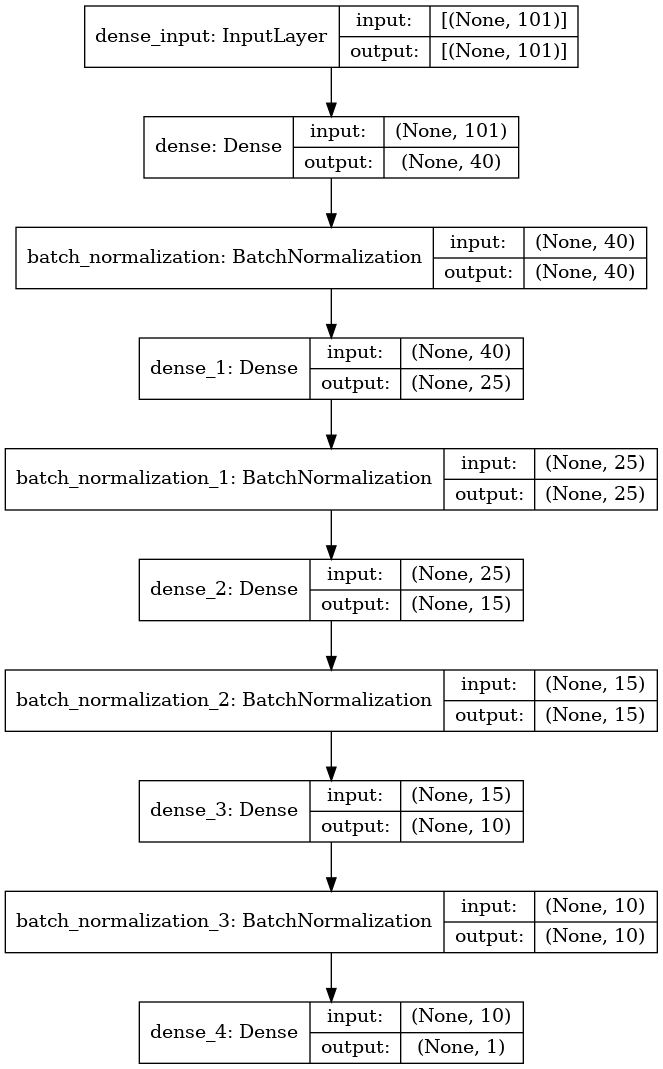 dense_input: InputLayer
input: [(None, 101)]
output: [(None, 101)]
dense: Dense
input: (None, 101)
output: (None, 40)
batch_normalization: BatchNormalization
input: (None, 40)
output: (None, 40)
dense_1: Dense
input: (None, 40)
output: (None, 25)
batch_normalization_1: BatchNormalization
input: (None, 25)
output: (None, 25)
dense_2: Dense
input: (None, 25)
output: (None, 15)
batch_normalization_2: BatchNormalization
input: (None, 15)
output: (None, 15)
dense_3: Dense
input: (None, 15)
output: (None, 10)
batch_normalization_3: BatchNormalization
input: (None, 10)
output: (None, 10)
dense_4: Dense
input: (None, 10)
output: (None, 1)